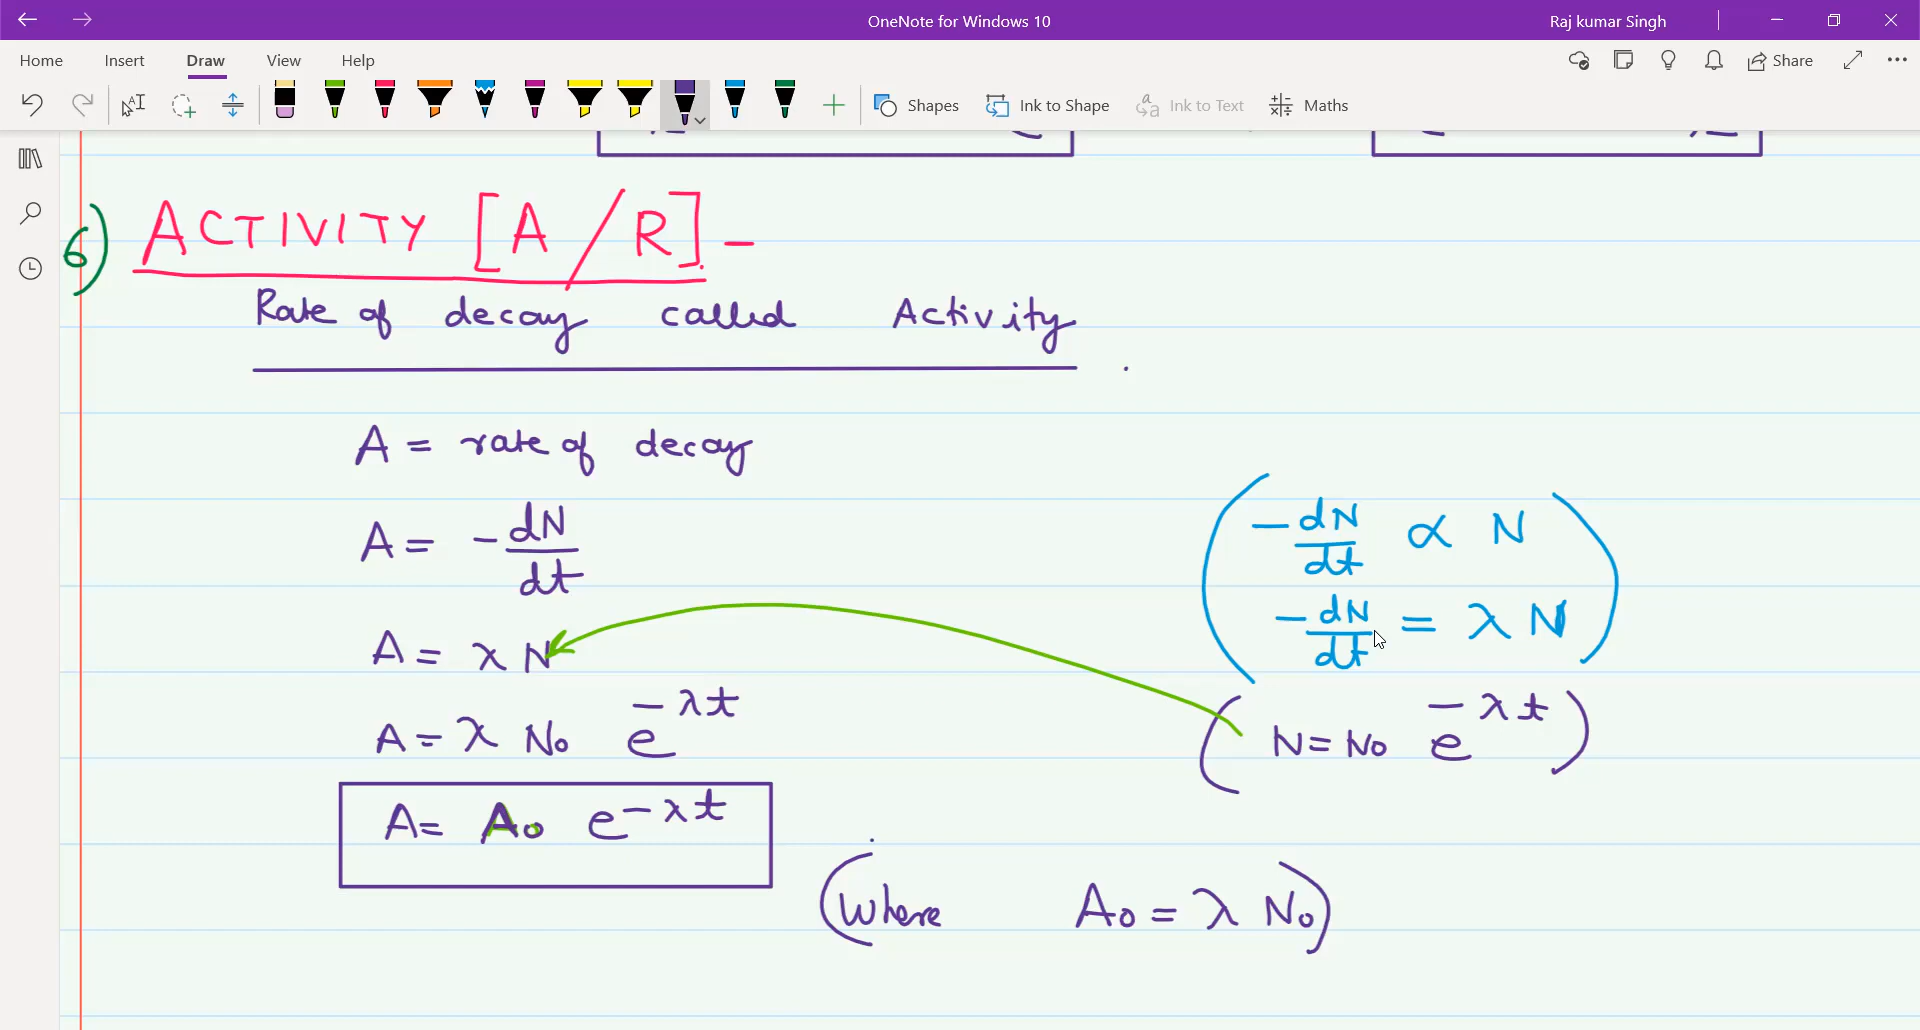 OneNote for Windows 10
Raj kumar Singh
Home Insert Draw View Help
Share
Shapes Ink to Shape Ink to Text Maths
6) ACTIVITY [A/R] -
Rate of decay called Activity.
A = rate of decay
A = -dN/dt
-dN/dt ∝ N
-dN/dt = λN
A = λN
(N = N₀ e^-λt)
A = λ N₀ e^-λt
A = A₀ e^-λt
(Where A₀ = λ N₀)